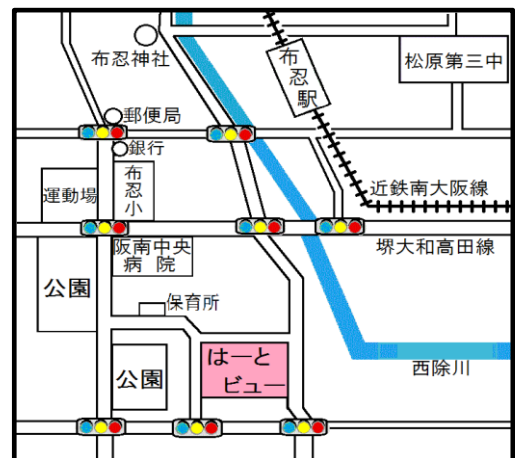 布忍神社
布忍駅
松原第三中
郵便局
銀行
布忍小
運動場
近鉄南大阪線
堺大和高田線
阪南中央
病院
公園
保育所
公園
はーと
ビュー
西除川